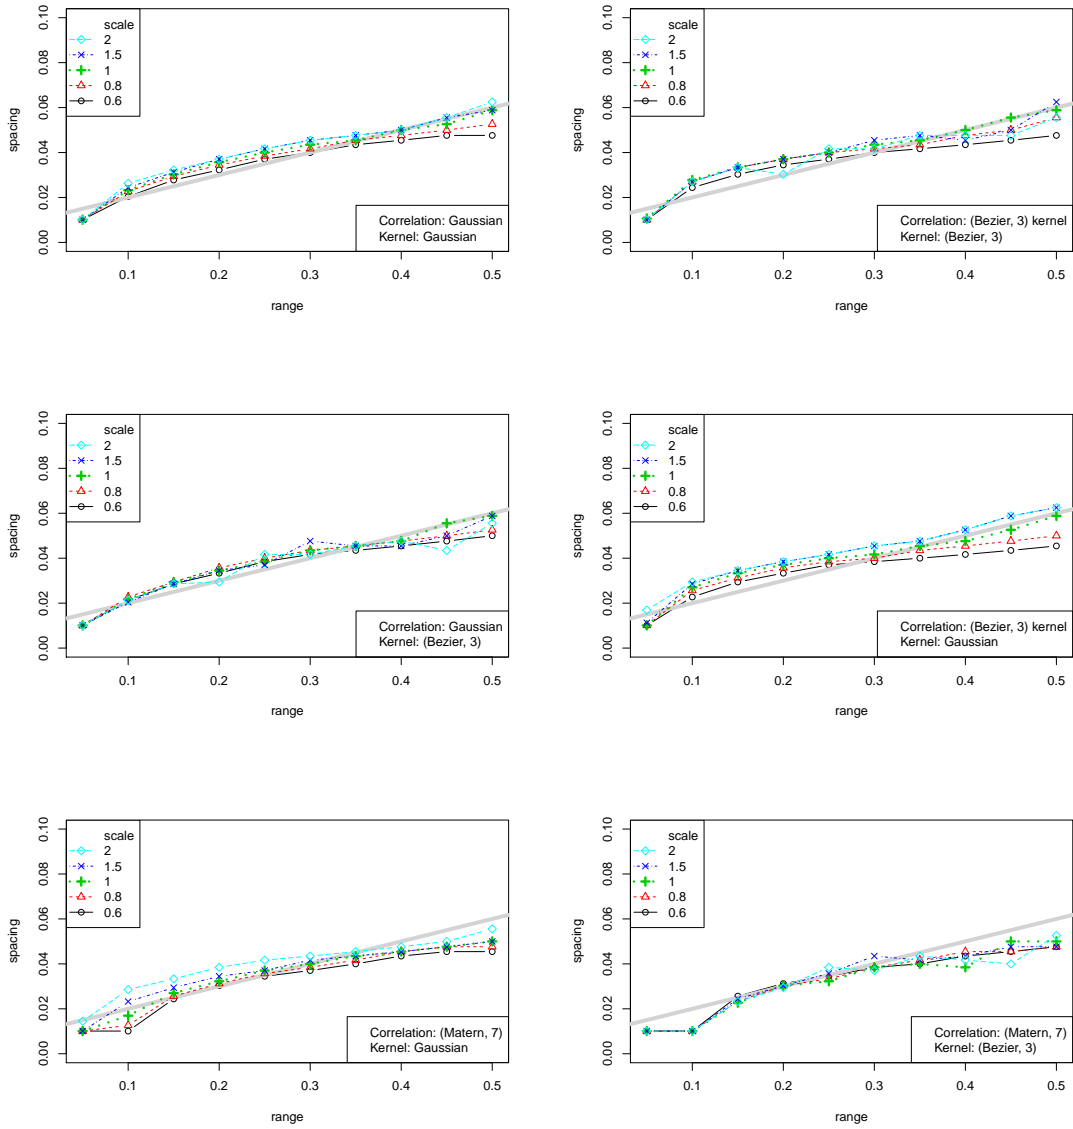 0.00 0.02 0.04 0.06 0.08 0.10
spacing
scale
2
1.5
1
0.8
0.6
Correlation: Gaussian
Kernel: Gaussian
0.1 0.2 0.3 0.4 0.5
range
0.00 0.02 0.04 0.06 0.08 0.10
spacing
scale
2
1.5
1
0.8
0.6
Correlation: (Bezier, 3) kernel
Kernel: (Bezier, 3)
0.1 0.2 0.3 0.4 0.5
range
0.00 0.02 0.04 0.06 0.08 0.10
spacing
scale
2
1.5
1
0.8
0.6
Correlation: Gaussian
Kernel: (Bezier, 3)
0.1 0.2 0.3 0.4 0.5
range
0.00 0.02 0.04 0.06 0.08 0.10
spacing
scale
2
1.5
1
0.8
0.6
Correlation: (Bezier, 3) kernel
Kernel: Gaussian
0.1 0.2 0.3 0.4 0.5
range
0.00 0.02 0.04 0.06 0.08 0.10
spacing
scale
2
1.5
1
0.8
0.6
Correlation: (Matern, 7)
Kernel: Gaussian
0.1 0.2 0.3 0.4 0.5
range
0.00 0.02 0.04 0.06 0.08 0.10
spacing
scale
2
1.5
1
0.8
0.6
Correlation: (Matern, 7)
Kernel: (Bezier, 3)
0.1 0.2 0.3 0.4 0.5
range